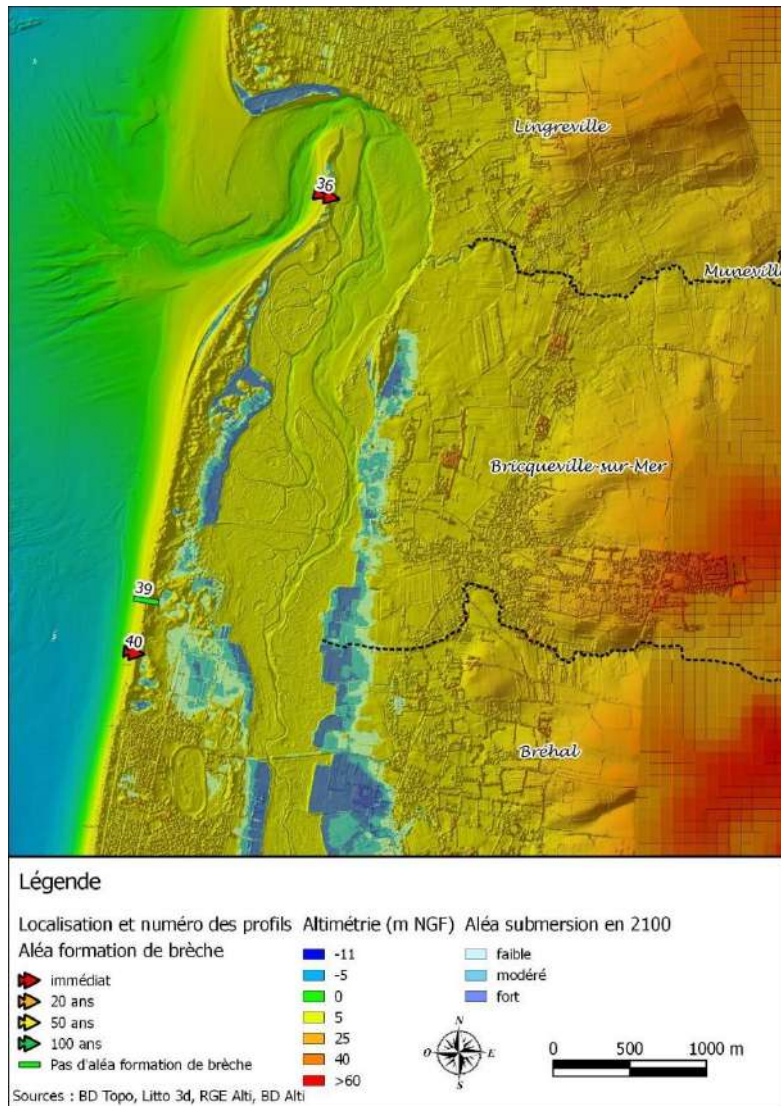 Lingreville
36
Muneville
Bricqueville-sur-Mer
39
40
Bréhal
Légende
Localisation et numéro des profils
Aléa formation de brèche
immédiat
20 ans
50 ans
100 ans
Pas d'aléa formation de brèche
Altimétrie (m NGF)
-11
-5
0
5
25
40
>60
Aléa submersion en 2100
faible
modéré
fort
N
O E
S
0 500 1000 m
Sources : BD Topo, Litto 3d, RGE Alti, BD Alti